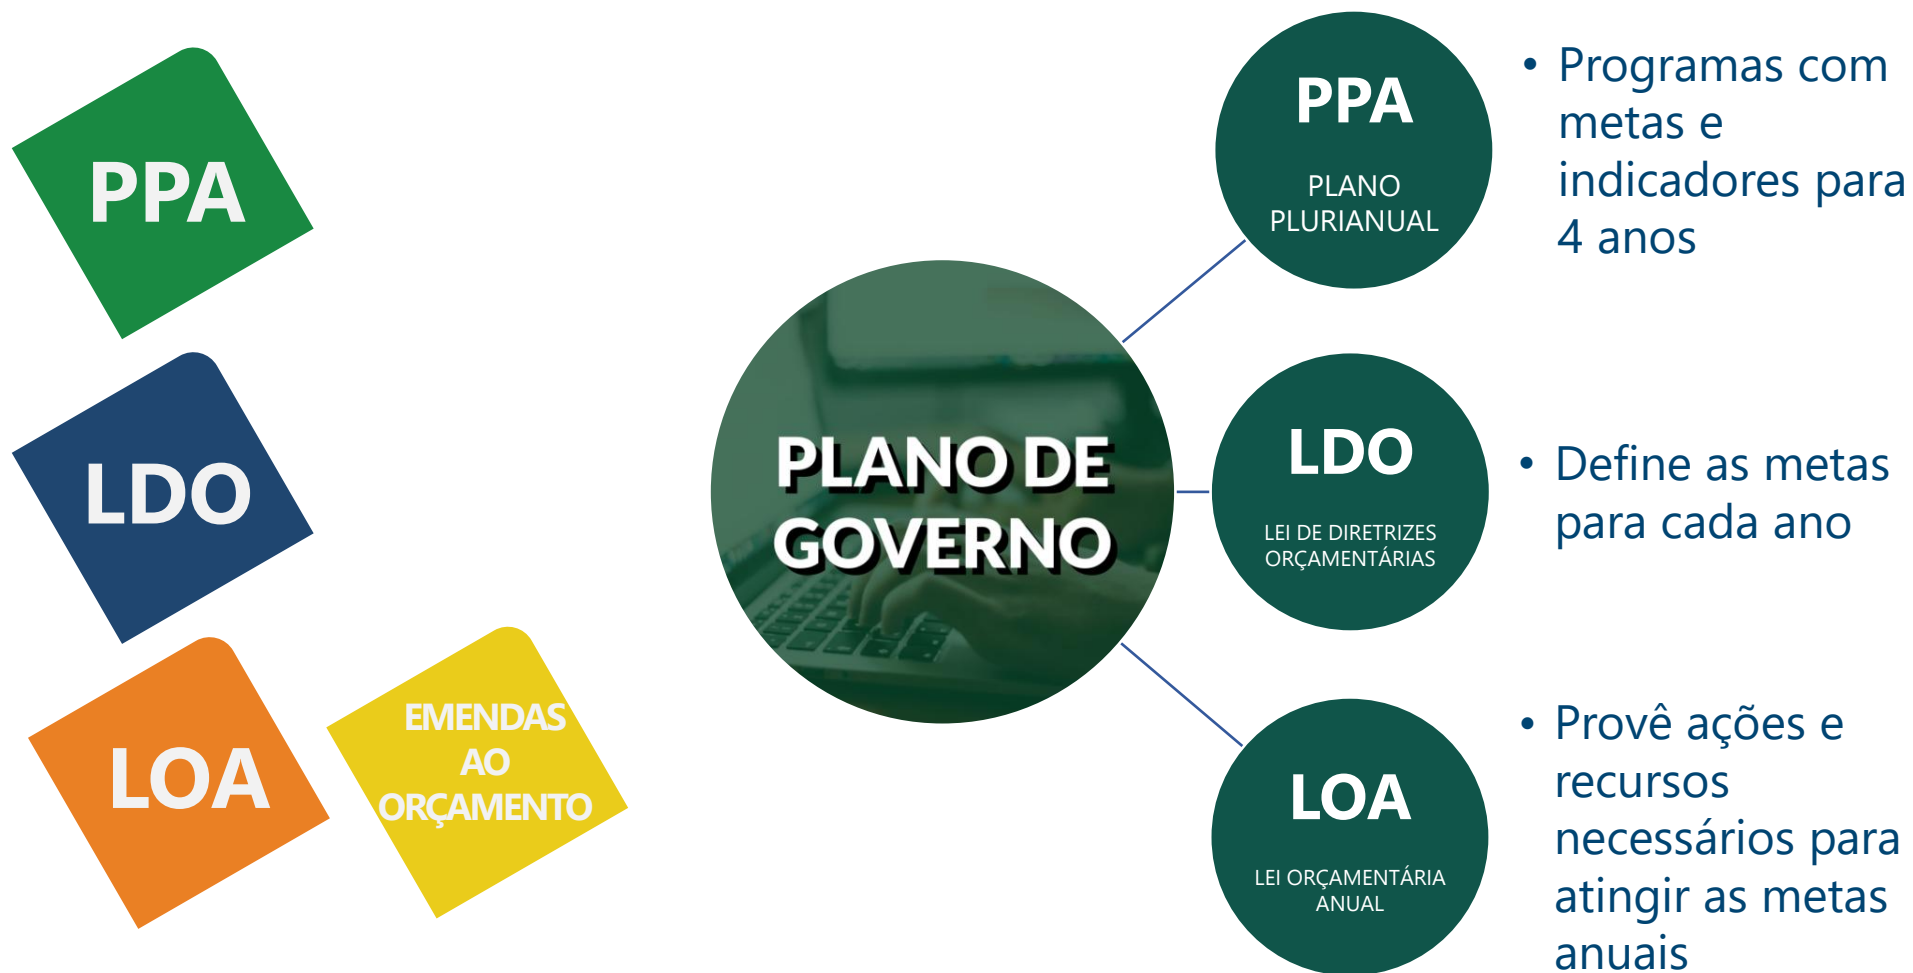 PPA
LDO
LOA
EMENDAS
AO
ORÇAMENTO
PLANO DE
GOVERNO
PPA
PLANO
PLURIANUAL
• Programas com
metas e
indicadores para
4 anos
LDO
LEI DE DIRETRIZES
ORÇAMENTÁRIAS
• Define as metas
para cada ano
LOA
LEI ORÇAMENTÁRIA
ANUAL
• Provê ações e
recursos
necessários para
atingir as metas
anuais